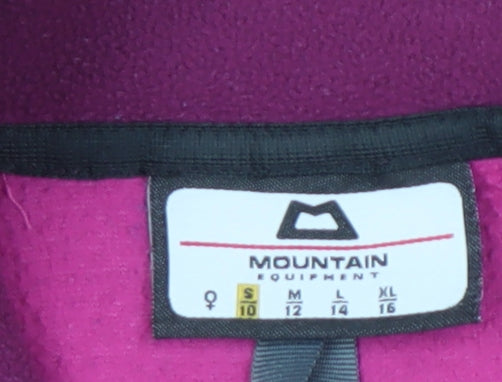 MOUNTAIN
EQUIPMENT
♀ S M L XL
10 12 14 16